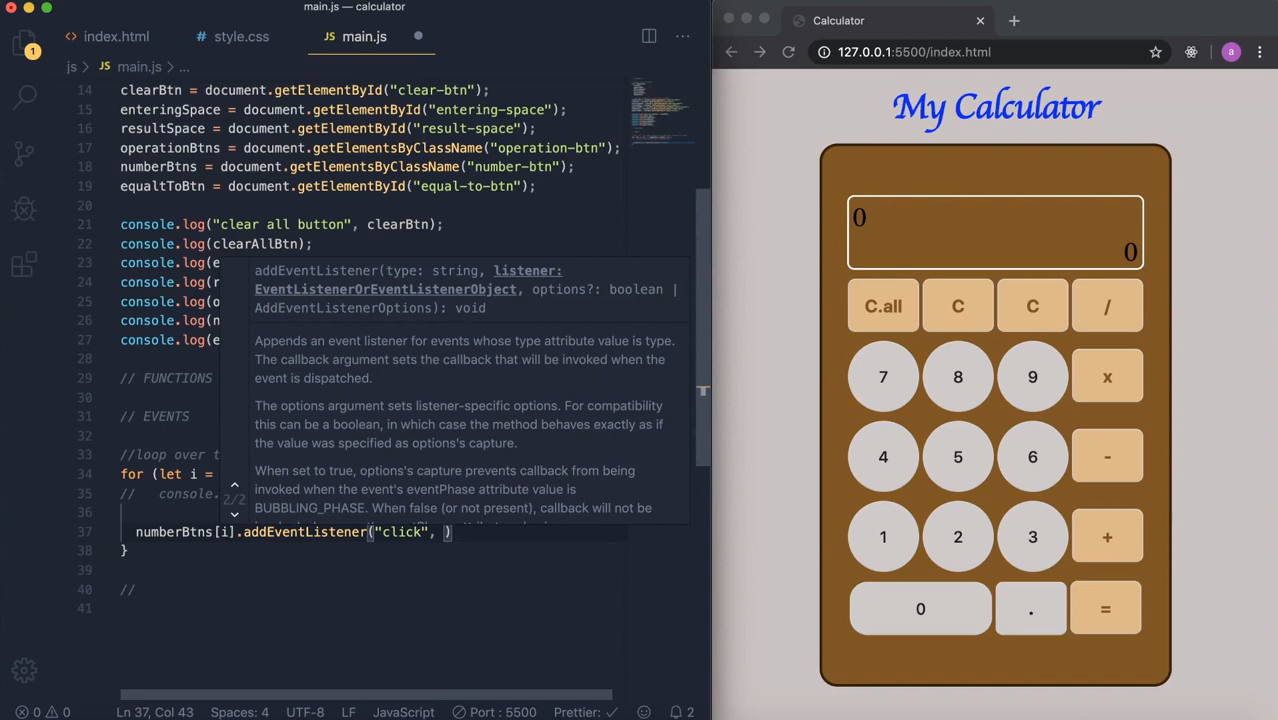 main.js — calculator
index.html
style.css
JS main.js
1
js › JS main.js › ...
14 clearBtn = document.getElementById("clear-btn");
15 enteringSpace = document.getElementById("entering-space");
16 resultSpace = document.getElementById("result-space");
17 operationBtns = document.getElementsByClassName("operation-btn");
18 numberBtns = document.getElementsByClassName("number-btn");
19 equaltToBtn = document.getElementById("equal-to-btn");
20
21 console.log("clear all button", clearBtn);
22 console.log(clearAllBtn);
23 console.log(e
24 console.log(r
25 console.log(o
26 console.log(n
27 console.log(e
28
29 // FUNCTIONS
30
31 // EVENTS
32
33 //loop over t
34 for (let i =
35 // console.
36
37 numberBtns[i].addEventListener("click", )
38 }
39
40 //
41
addEventListener(type: string, listener:
EventListenerOrEventListenerObject, options?: boolean |
AddEventListenerOptions): void
Appends an event listener for events whose type attribute value is type.
The callback argument sets the callback that will be invoked when the
event is dispatched.
The options argument sets listener-specific options. For compatibility
this can be a boolean, in which case the method behaves exactly as if
the value was specified as options's capture.
2/2
When set to true, options's capture prevents callback from being
invoked when the event's eventPhase attribute value is
BUBBLING_PHASE. When false (or not present), callback will not be
0 0 Ln 37, Col 43 Spaces: 4 UTF-8 LF JavaScript Port : 5500 Prettier: ✓ 2
Calculator
127.0.0.1:5500/index.html
a
My Calculator
0
0
C.all C C /
7 8 9 x
4 5 6 -
1 2 3 +
0 . =